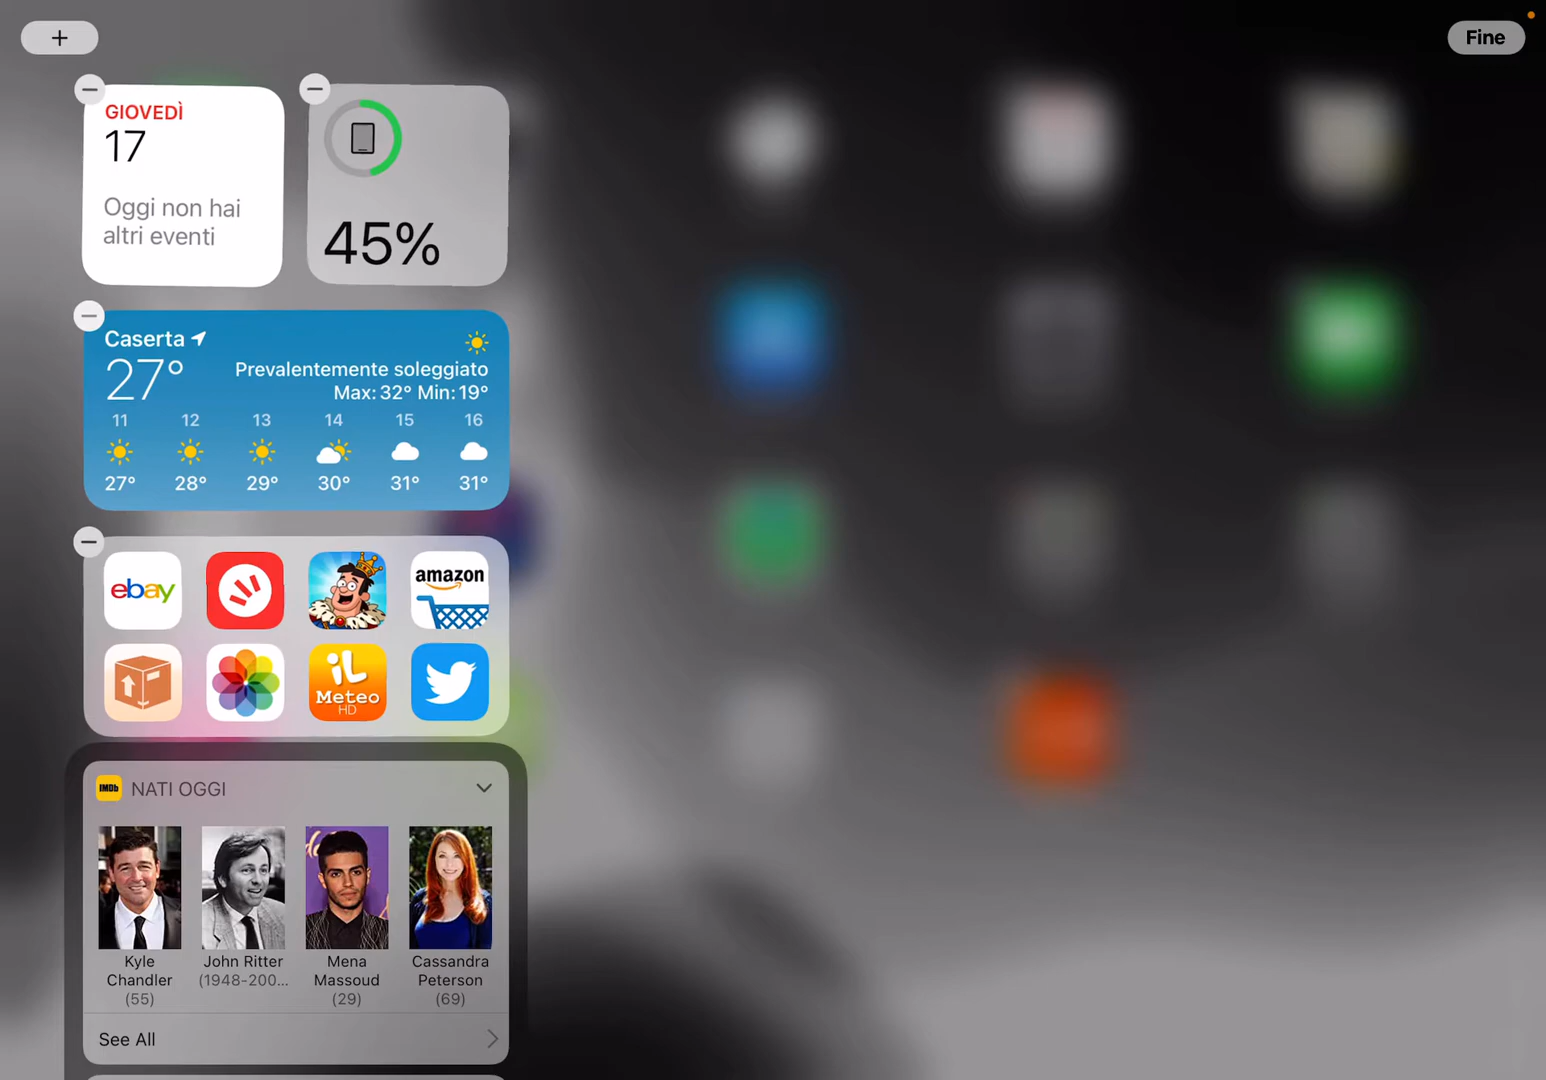 +
Fine
GIOVEDÌ
17
Oggi non hai
altri eventi
45%
Caserta
27°
Prevalentemente soleggiato
Max: 32° Min: 19°
11 12 13 14 15 16
27° 28° 29° 30° 31° 31°
ebay
amazon
iL
Meteo
HD
IMDb NATI OGGI
Kyle
Chandler
(55)
John Ritter
(1948-200...
Mena
Massoud
(29)
Cassandra
Peterson
(69)
See All